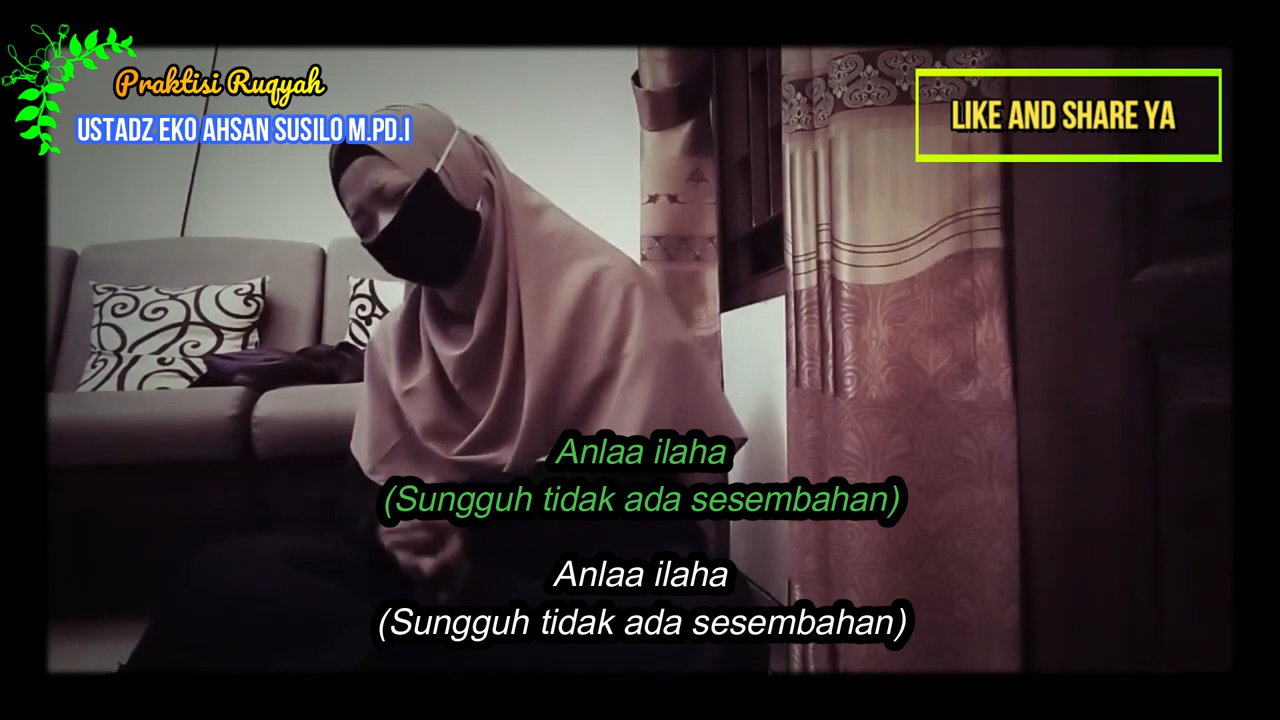 Praktisi Ruqyah
USTADZ EKO AHSAN SUSILO M.PD.I
LIKE AND SHARE YA
Anlaa ilaha
(Sungguh tidak ada sesembahan)
Anlaa ilaha
(Sungguh tidak ada sesembahan)